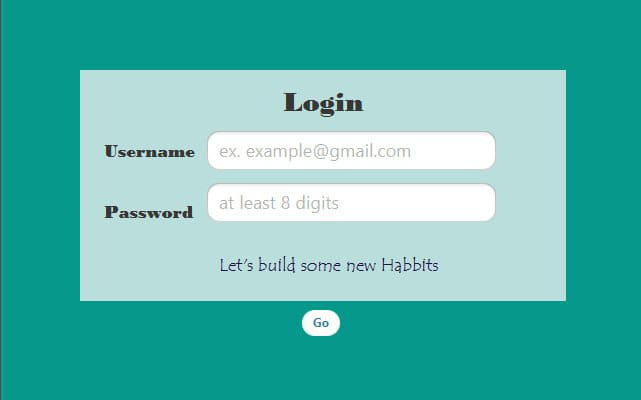 Login
Username ex. example@gmail.com
Password at least 8 digits
Let's build some new Habbits
Go